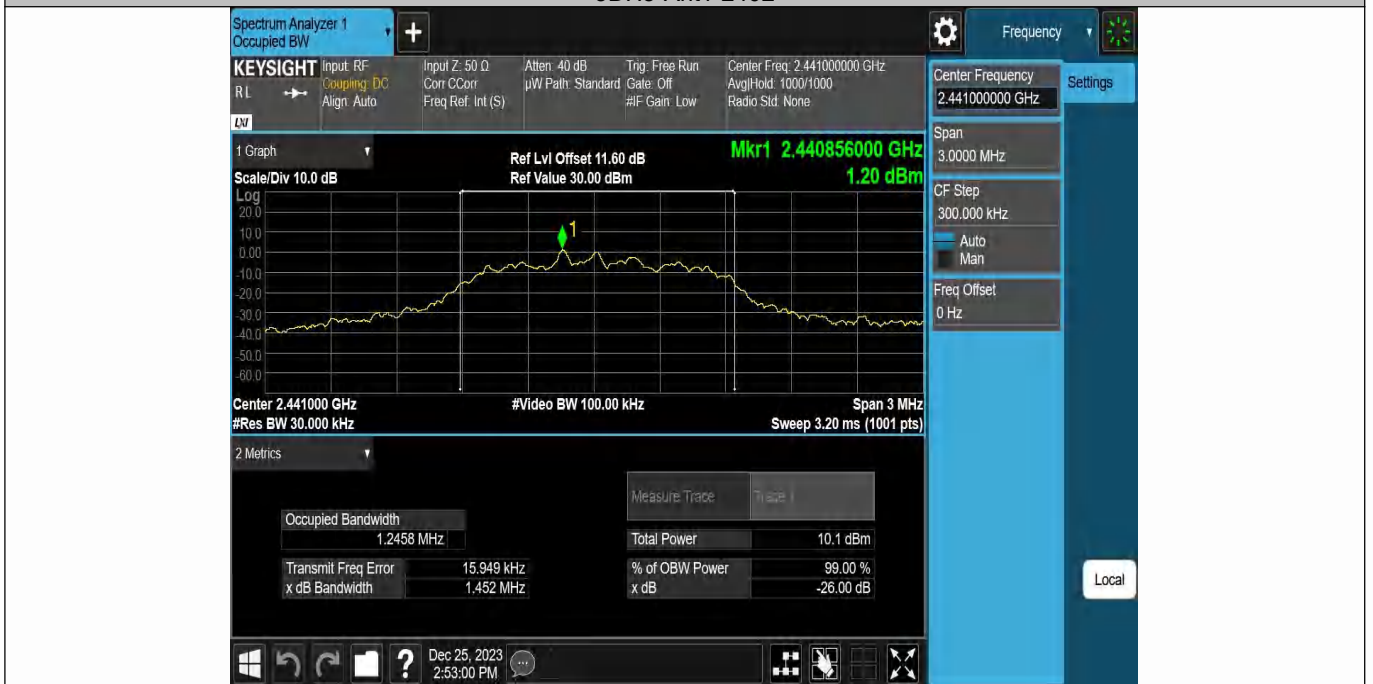 Spectrum Analyzer 1
Occupied BW
+
Frequency
KEYSIGHT
RL
LXI
Input: RF
Coupling: DC
Align: Auto
Input Z: 50 Ω
Corr CCorr
Freq Ref: Int (S)
Atten: 40 dB
µW Path: Standard
Trig: Free Run
Gate: Off
#IF Gain: Low
Center Freq: 2.441000000 GHz
Avg|Hold: 1000/1000
Radio Std: None
Center Frequency
2.441000000 GHz
Settings
Span
3.0000 MHz
CF Step
300.000 kHz
Auto
Man
Freq Offset
0 Hz
1 Graph
Scale/Div 10.0 dB
Ref Lvl Offset 11.60 dB
Ref Value 30.00 dBm
Mkr1 2.440856000 GHz
1.20 dBm
Log
20.0
10.0
0.00
-10.0
-20.0
-30.0
-40.0
-50.0
-60.0
1
Center 2.441000 GHz
#Res BW 30.000 kHz
#Video BW 100.00 kHz
Span 3 MHz
Sweep 3.20 ms (1001 pts)
2 Metrics
Measure Trace Trace 1
Occupied Bandwidth
1.2458 MHz
Total Power 10.1 dBm
Transmit Freq Error 15.949 kHz
% of OBW Power 99.00 %
x dB Bandwidth 1.452 MHz
x dB -26.00 dB
Local
?
Dec 25, 2023
2:53:00 PM